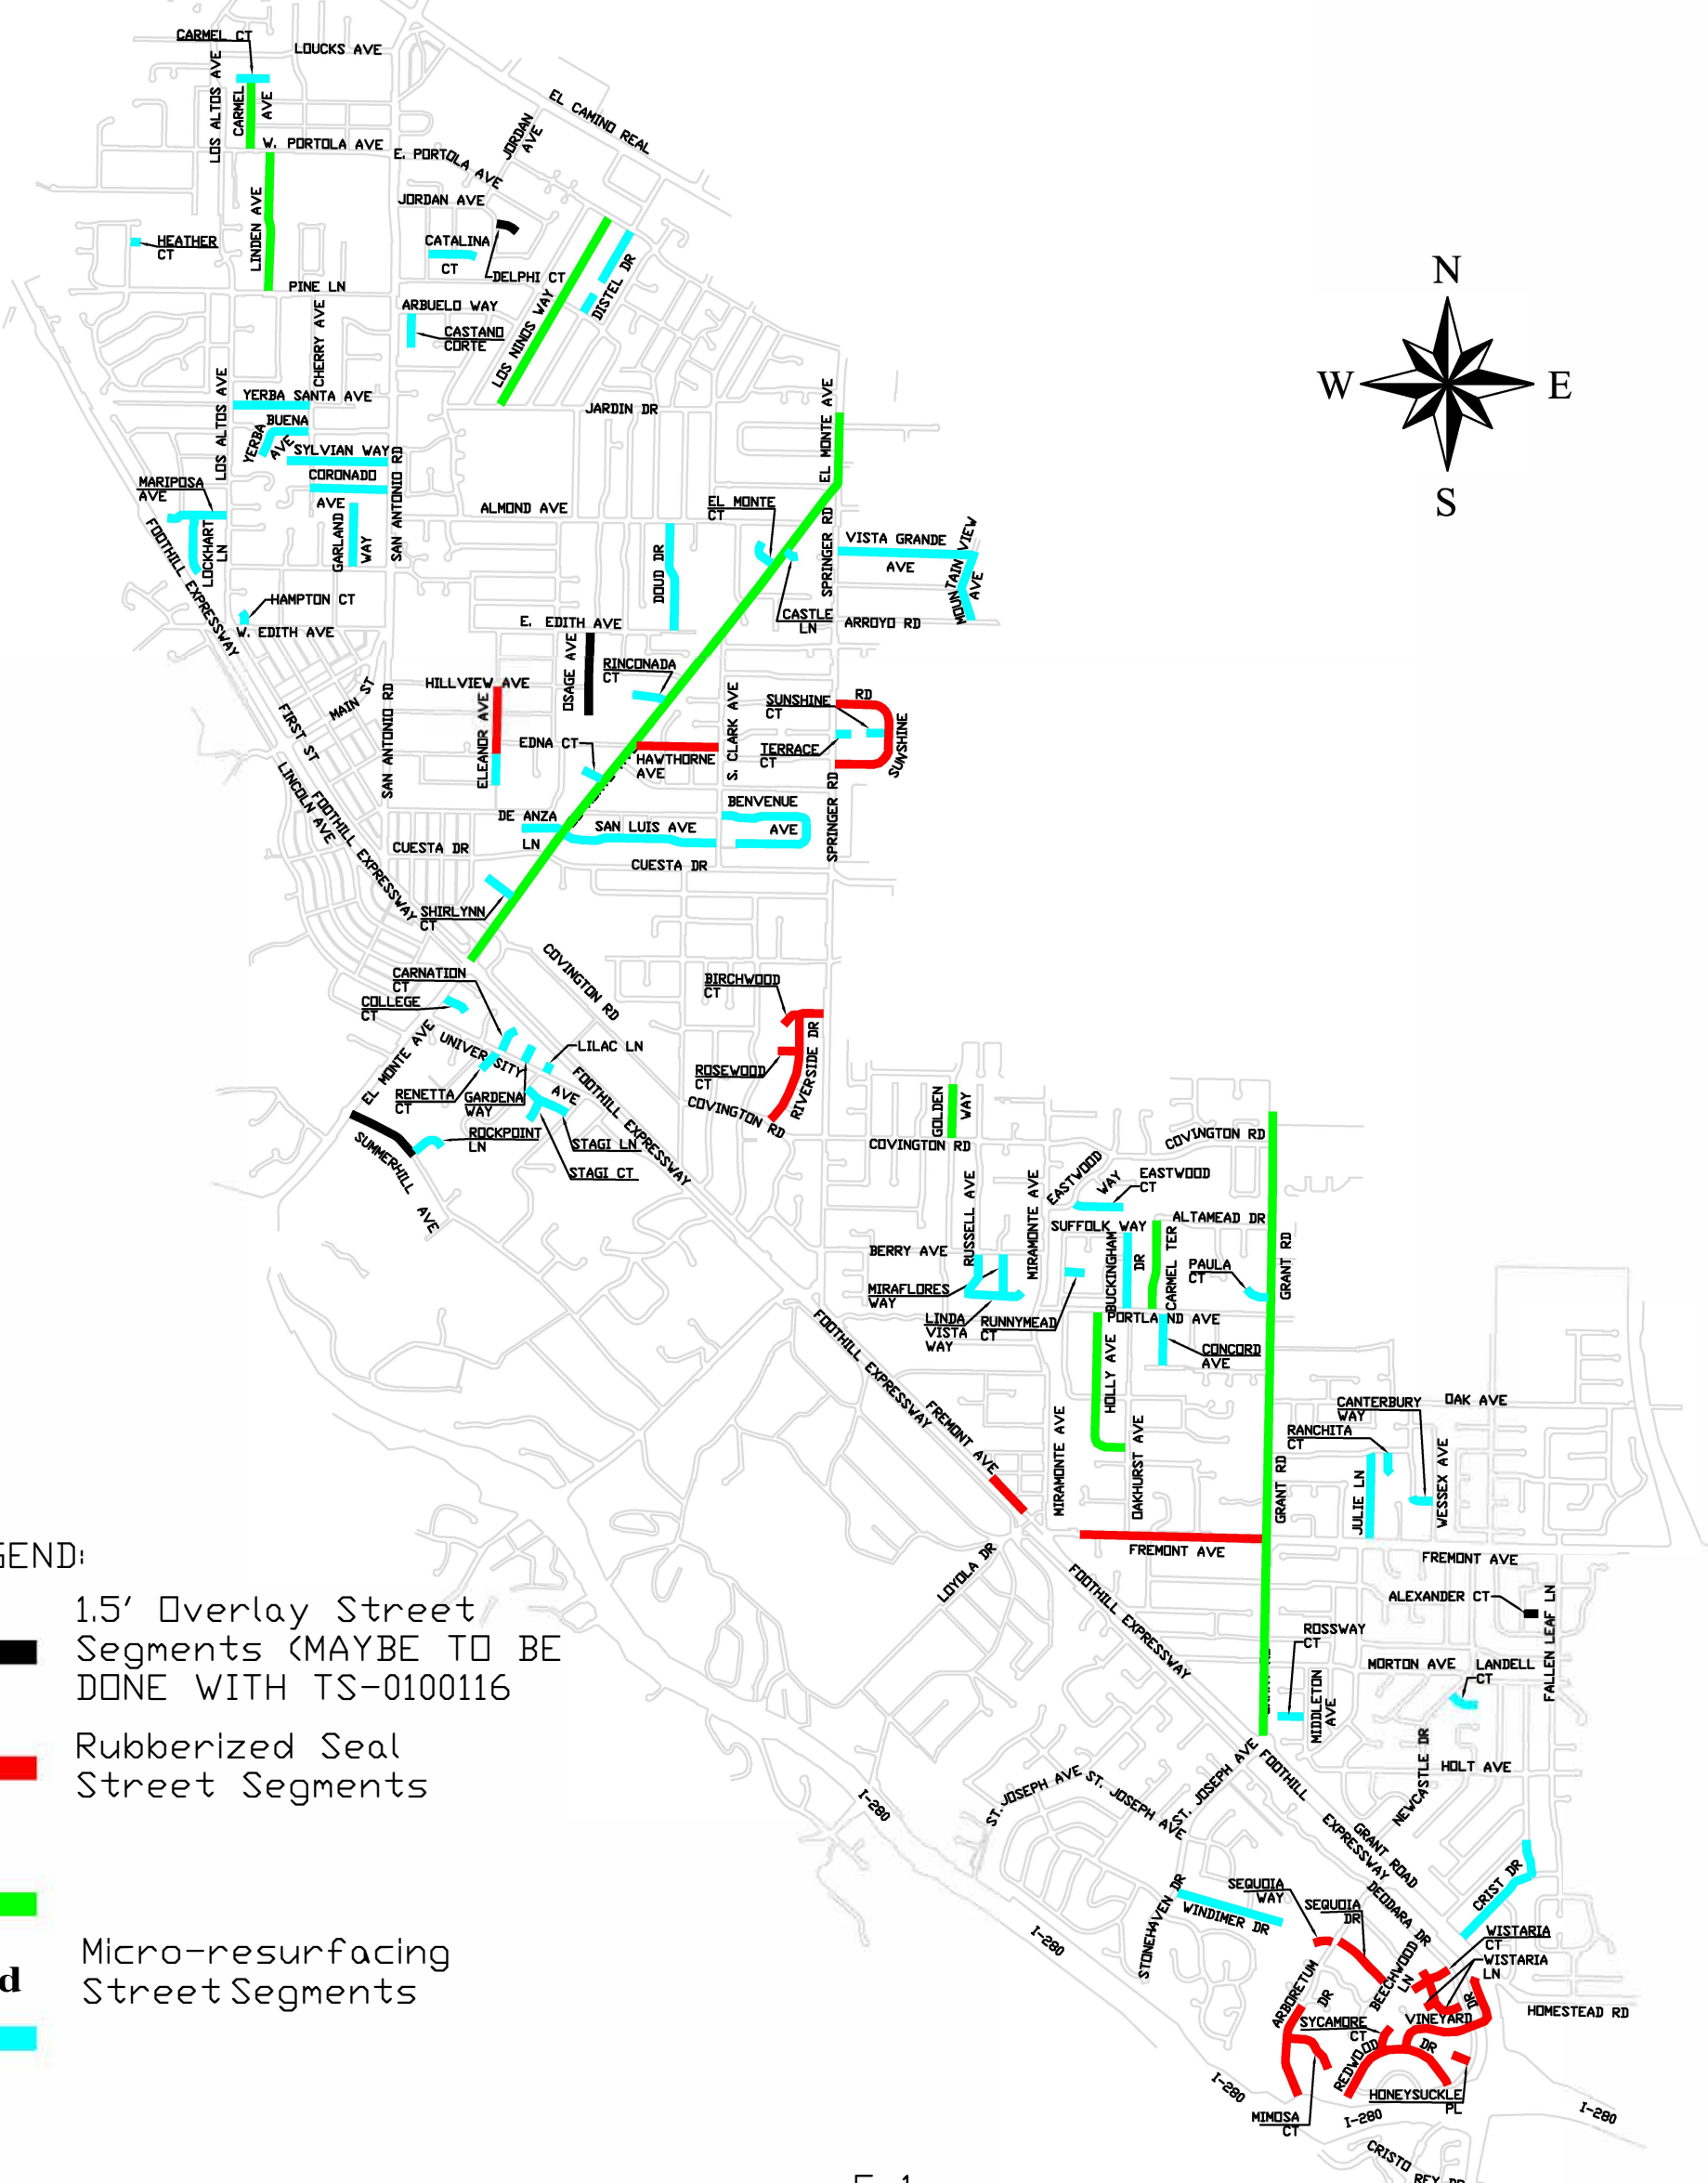 CARMEL CT
LOUCKS AVE
LOS ALTOS AVE
CARMEL
AVE
EL CAMINO REAL
W. PORTOLA AVE
E. PORTOLA AVE
JORDAN
AVE
JORDAN AVE
LINDEN AVE
HEATHER
CT
CATALINA
CT
DELPHI CT
DISTEL DR
LOS NINOS WAY
PINE LN
CHERRY AVE
ARBUELO WAY
CASTANO
CORTE
N
W
E
S
LOS ALTOS AVE
YERBA SANTA AVE
YERBA
BUENA
AVE
JARDIN DR
EL MONTE AVE
SYLVIAN WAY
CORONADO
AVE
SAN ANTONIO RD
MARIPOSA
AVE
LOCKHART
LN
GARLAND
WAY
ALMOND AVE
EL MONTE
CT
SPRINGER RD
VISTA GRANDE
AVE
MOUNTAIN VIEW
AVE
DOUD DR
FOOTHILL EXPRESSWAY
HAMPTON CT
W. EDITH AVE
E. EDITH AVE
CASTLE
LN
ARROYO RD
OSAGE AVE
RINCONADA
CT
HILLVIEW AVE
MAIN ST
SAN ANTONIO RD
FIRST ST
ELEANOR AVE
S. CLARK AVE
SUNSHINE
CT
RD
SUNSHINE
TERRACE
CT
EDNA CT
HAWTHORNE
AVE
LINCOLN AVE
FOOTHILL EXPRESSWAY
DE ANZA
LN
SAN LUIS AVE
BENVENUE
AVE
SPRINGER RD
CUESTA DR
CUESTA DR
SHIRLYNN
CT
CARNATION
CT
COLLEGE
CT
COVINGTON RD
BIRCHWOOD
CT
EL MONTE AVE
UNIVERSITY
AVE
LILAC LN
RENETTA
CT
GARDENA
WAY
FOOTHILL EXPRESSWAY
ROSEWOOD
CT
RIVERSIDE DR
COVINGTON RD
ROCKPOINT
LN
STAGI LN
STAGI CT
SUMMERHILL AVE
GOLDEN
WAY
COVINGTON RD
COVINGTON RD
RUSSELL AVE
MIRAMONTE AVE
EASTWOOD
WAY
EASTWOOD
CT
SUFFOLK WAY
ALTAMEAD DR
BERRY AVE
BUCKINGHAM
DR
CARMEL TER
PAULA
CT
GRANT RD
MIRAFLORES
WAY
LINDA
VISTA
WAY
RUNNYMEAD
CT
PORTLAND AVE
CONCORD
AVE
HOLLY AVE
FOOTHILL EXPRESSWAY
FREMONT AVE
MIRAMONTE AVE
OAKHURST AVE
CANTERBURY
WAY
OAK AVE
RANCHITA
CT
GRANT RD
JULIE LN
WESSEX AVE
FREMONT AVE
FREMONT AVE
LOYOLA DR
FOOTHILL EXPRESSWAY
ALEXANDER CT
FALLEN LEAF LN
ROSSWAY
CT
MORTON AVE
LANDELL
CT
MIDDLETON
AVE
GEND:
1.5' Overlay Street
Segments (MAYBE TO BE
DONE WITH TS-0100116
Rubberized Seal
Street Segments
d
Micro-resurfacing
Street Segments
NEWCASTLE DR
HOLT AVE
ST. JOSEPH AVE
ST. JOSEPH AVE
ST. JOSEPH AVE
FOOTHILL
EXPRESSWAY
GRANT ROAD
I-280
DEODARA DR
CRIST DR
STONEHAVEN DR
WINDIMER DR
SEQUOIA
WAY
SEQUOIA
DR
I-280
WISTARIA
CT
WISTARIA
LN
BEECHWOOD
LN
ARBORETUM
DR
SYCAMORE
CT
VINEYARD
DR
HOMESTEAD RD
REDWOOD
DR
HONEYSUCKLE
PL
MIMOSA
CT
I-280
I-280
I-280
CRISTO
REY DR